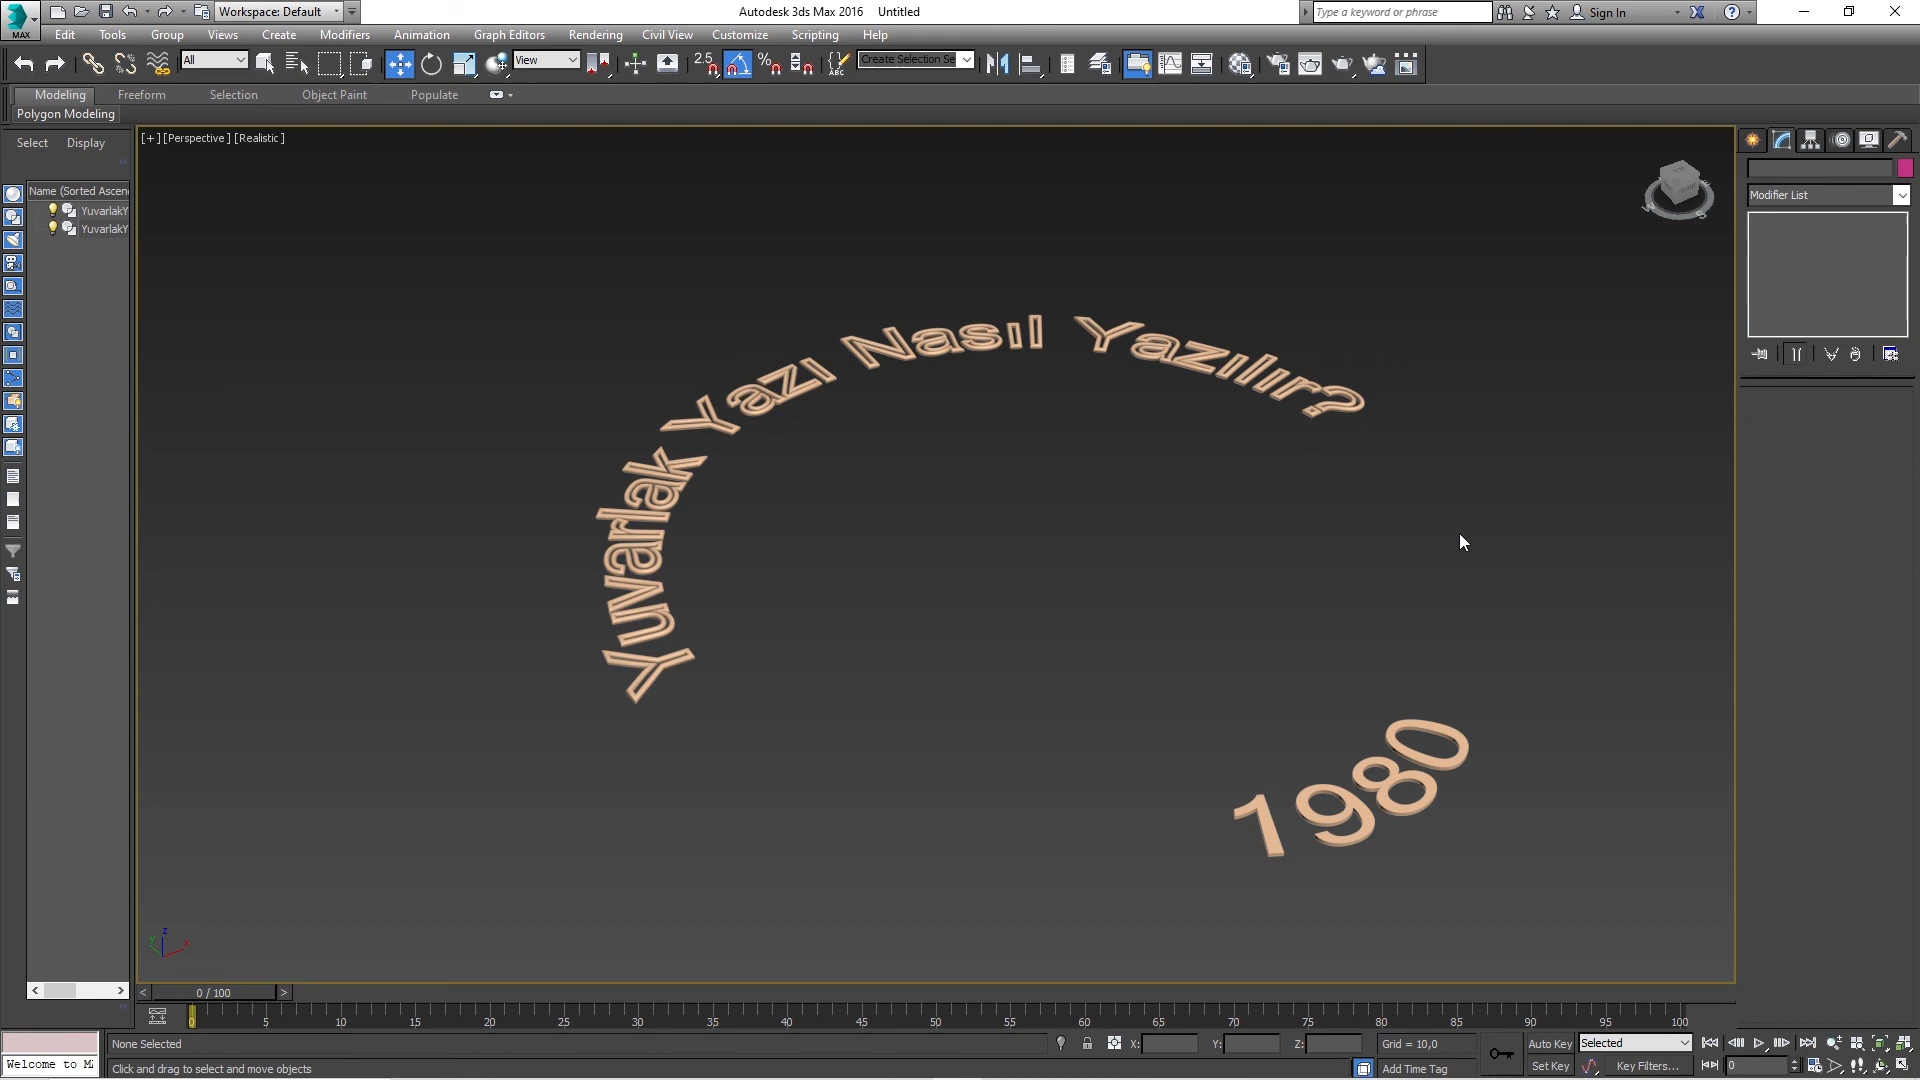 MAX
Workspace: Default
Autodesk 3ds Max 2016 Untitled
Type a keyword or phrase
Sign In
Edit Tools Group Views Create Modifiers Animation Graph Editors Rendering Civil View Customize Scripting Help
All
View
2.5
%
ABC
Create Selection Se
Modeling Freeform Selection Object Paint Populate
Polygon Modeling
Select Display
[+] [Perspective] [Realistic]
Name (Sorted Ascen
YuvarlakY
YuvarlakY
Modifier List
Yuvarlak Yazı Nasıl Yazılır?
1980
z
y
x
W
S
< 0 / 100 >
0 5 10 15 20 25 30 35 40 45 50 55 60 65 70 75 80 85 90 95 100
None Selected
X: Y: Z: Grid = 10,0
Auto Key Selected
Welcome to M
Click and drag to select and move objects
Add Time Tag
Set Key Key Filters...
0